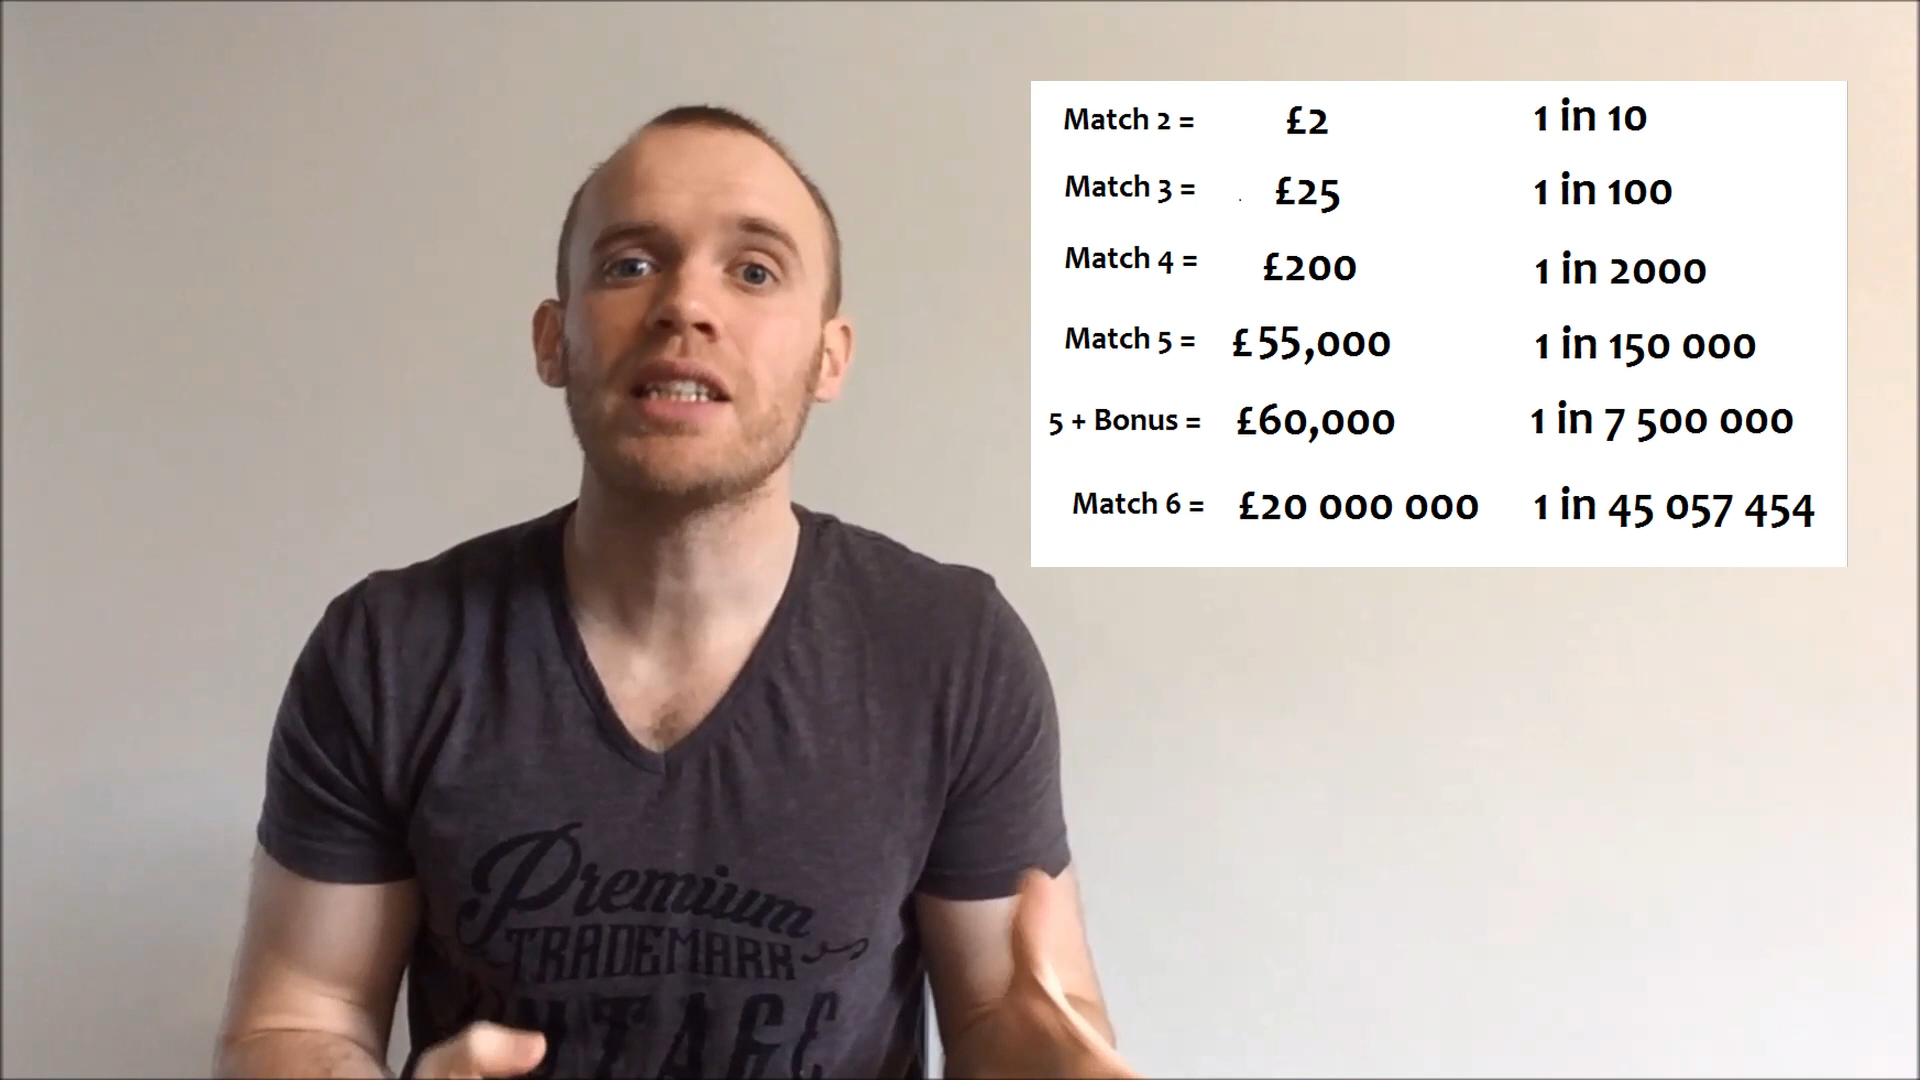 Match 2 = £2 1 in 10
Match 3 = £25 1 in 100
Match 4 = £200 1 in 2000
Match 5 = £55,000 1 in 150 000
5 + Bonus = £60,000 1 in 7 500 000
Match 6 = £20 000 000 1 in 45 057 454
Premium
TRADEMARK